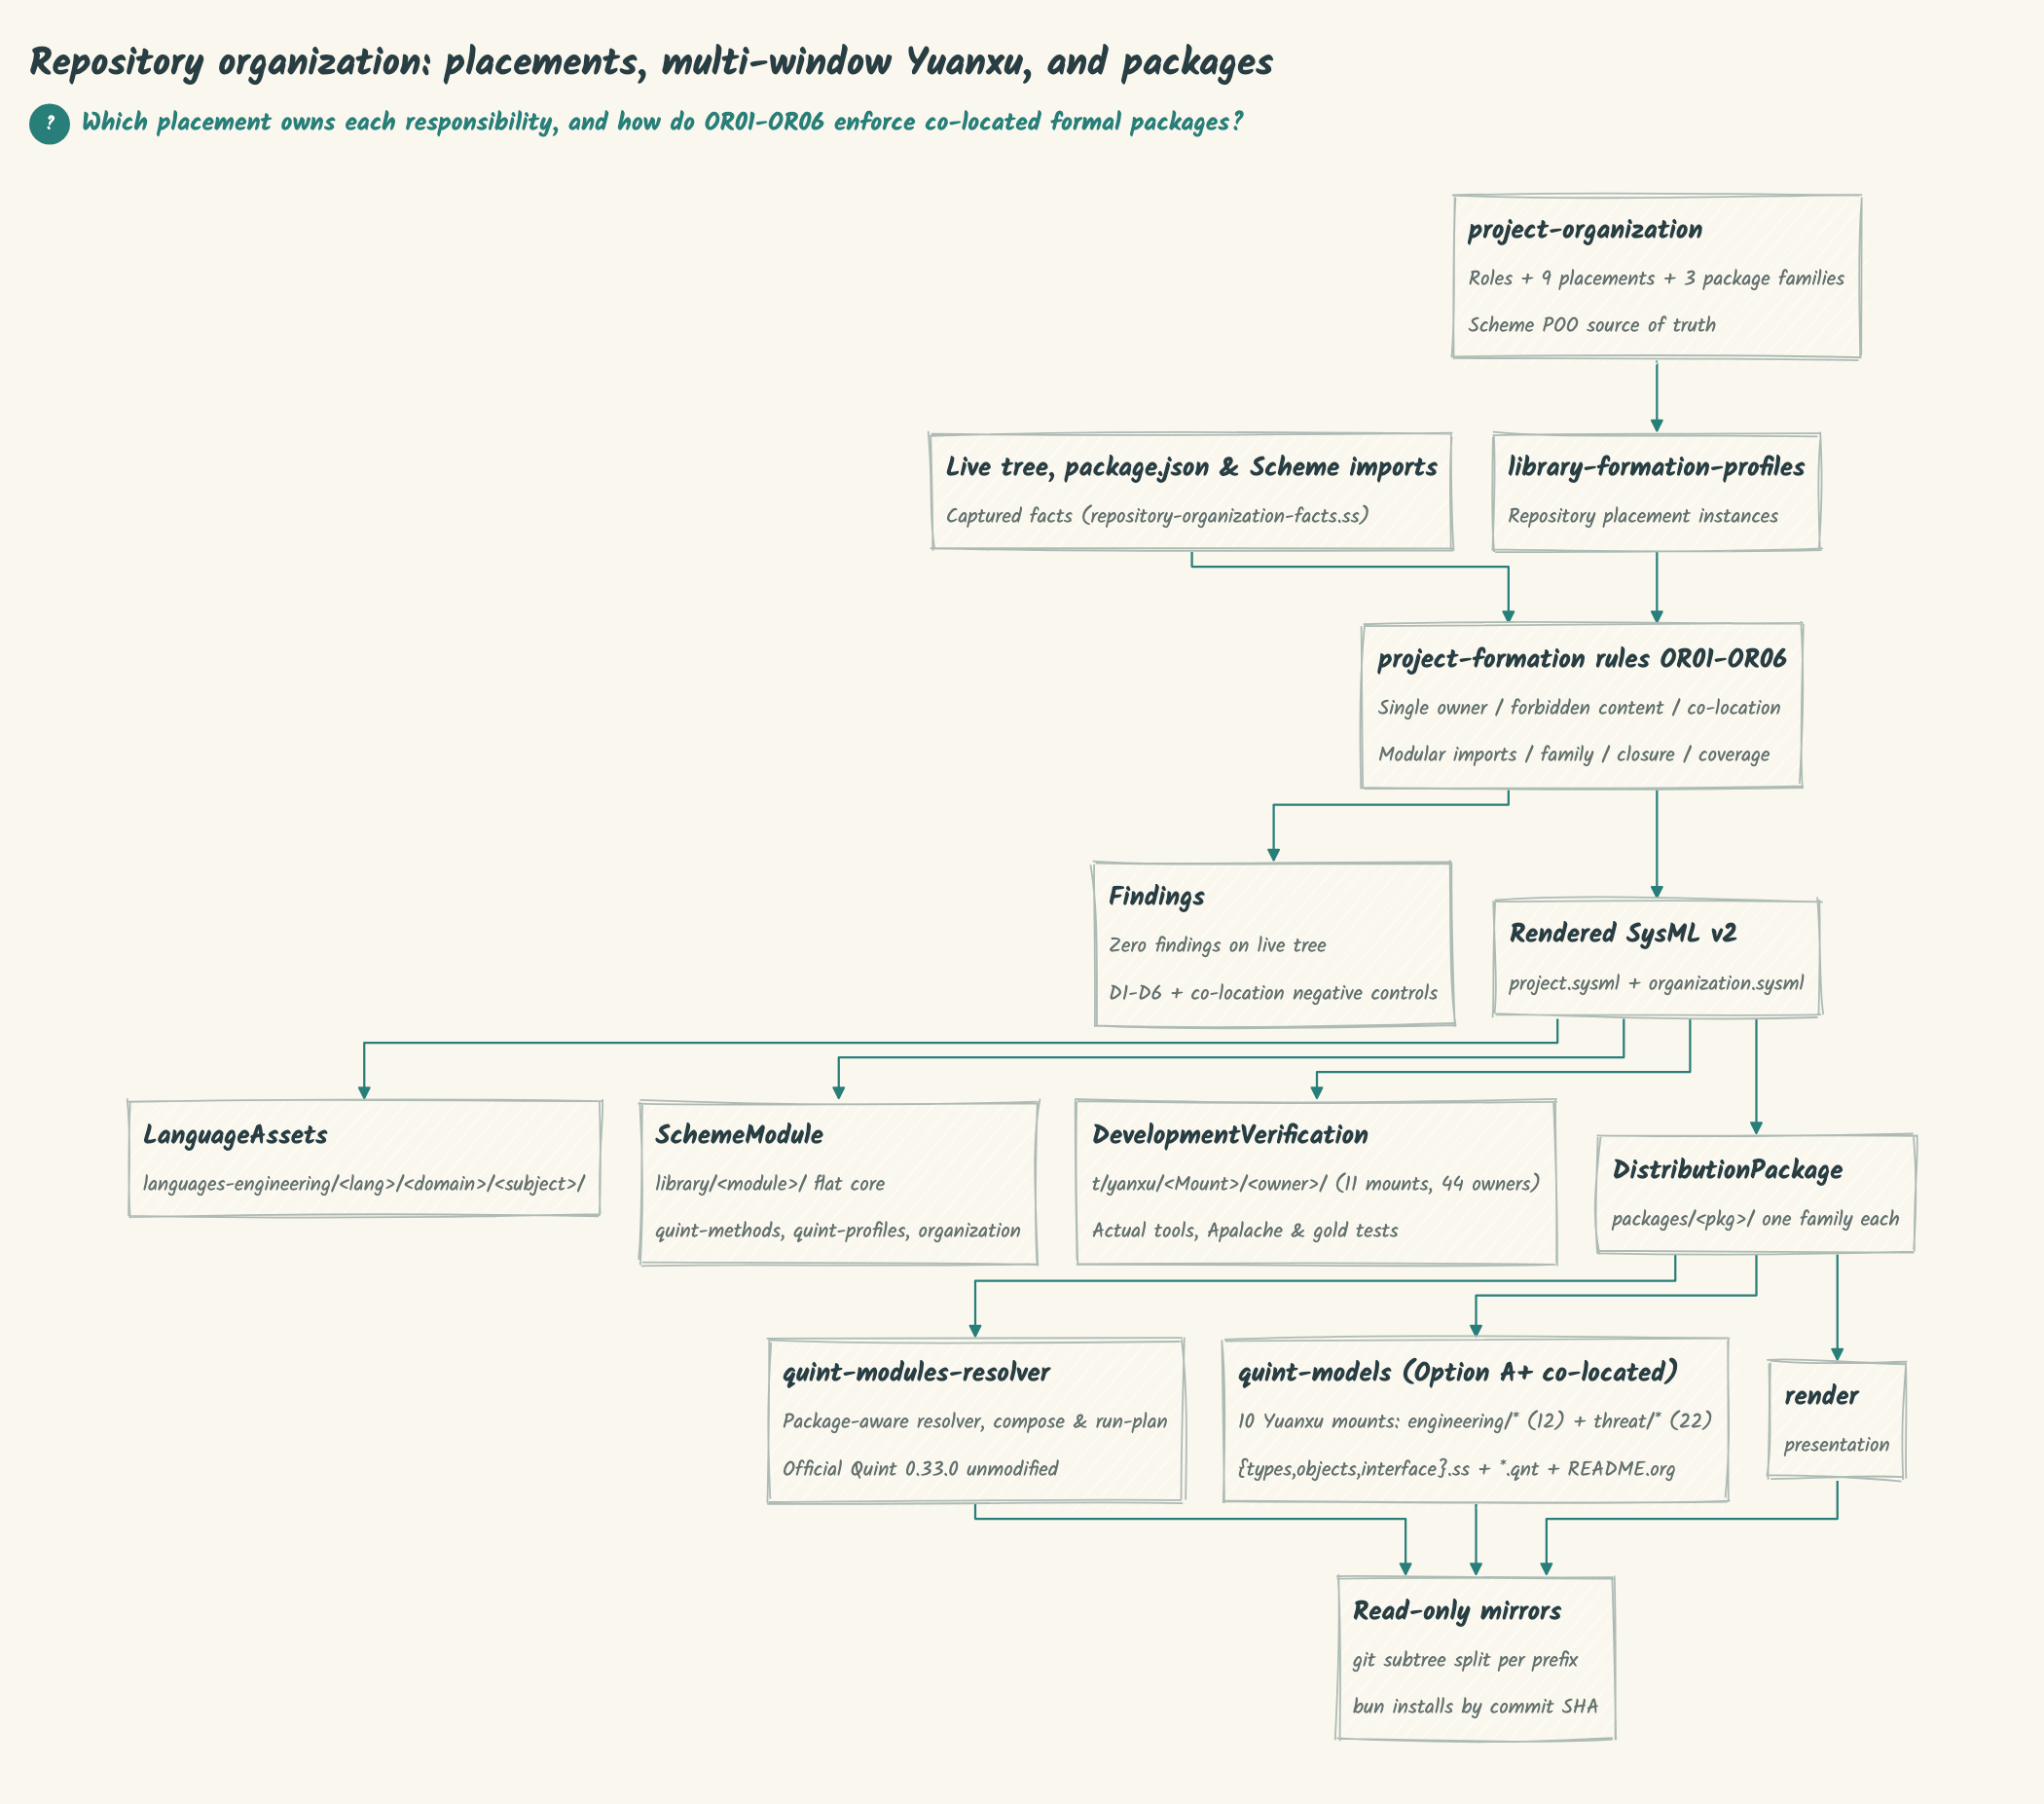 Repository organization: placements, multi-window Yuanxu, and packages
? Which placement owns each responsibility, and how do OR01-OR06 enforce co-located formal packages?
project-organization
Roles + 9 placements + 3 package families
Scheme POO source of truth
Live tree, package.json & Scheme imports
Captured facts (repository-organization-facts.ss)
library-formation-profiles
Repository placement instances
project-formation rules OR01-OR06
Single owner / forbidden content / co-location
Modular imports / family / closure / coverage
Findings
Zero findings on live tree
D1-D6 + co-location negative controls
Rendered SysML v2
project.sysml + organization.sysml
LanguageAssets
languages-engineering/<lang>/<domain>/<subject>/
SchemeModule
library/<module>/ flat core
quint-methods, quint-profiles, organization
DevelopmentVerification
t/yanxu/<Mount>/<owner>/ (11 mounts, 44 owners)
Actual tools, Apalache & gold tests
DistributionPackage
packages/<pkg>/ one family each
quint-modules-resolver
Package-aware resolver, compose & run-plan
Official Quint 0.33.0 unmodified
quint-models (Option A+ co-located)
10 Yuanxu mounts: engineering/* (12) + threat/* (22)
{types,objects,interface}.ss + *.qnt + README.org
render
presentation
Read-only mirrors
git subtree split per prefix
bun installs by commit SHA